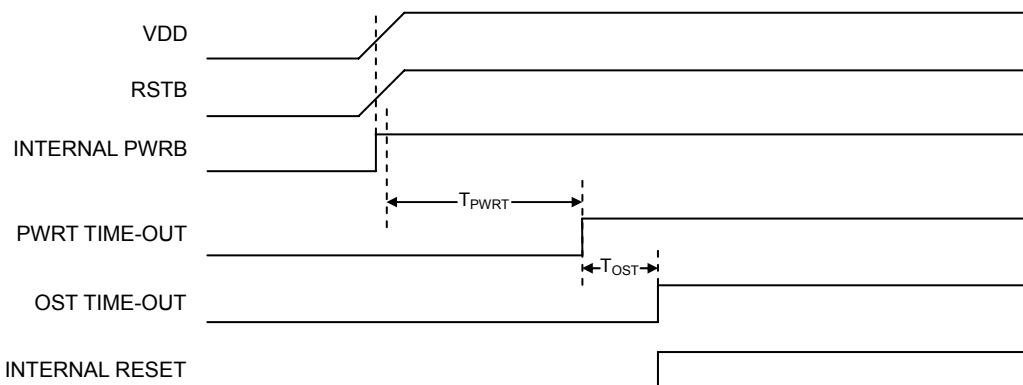 VDD
RSTB
INTERNAL PWRB
TPWRT
PWRT TIME-OUT
TOST
OST TIME-OUT
INTERNAL RESET